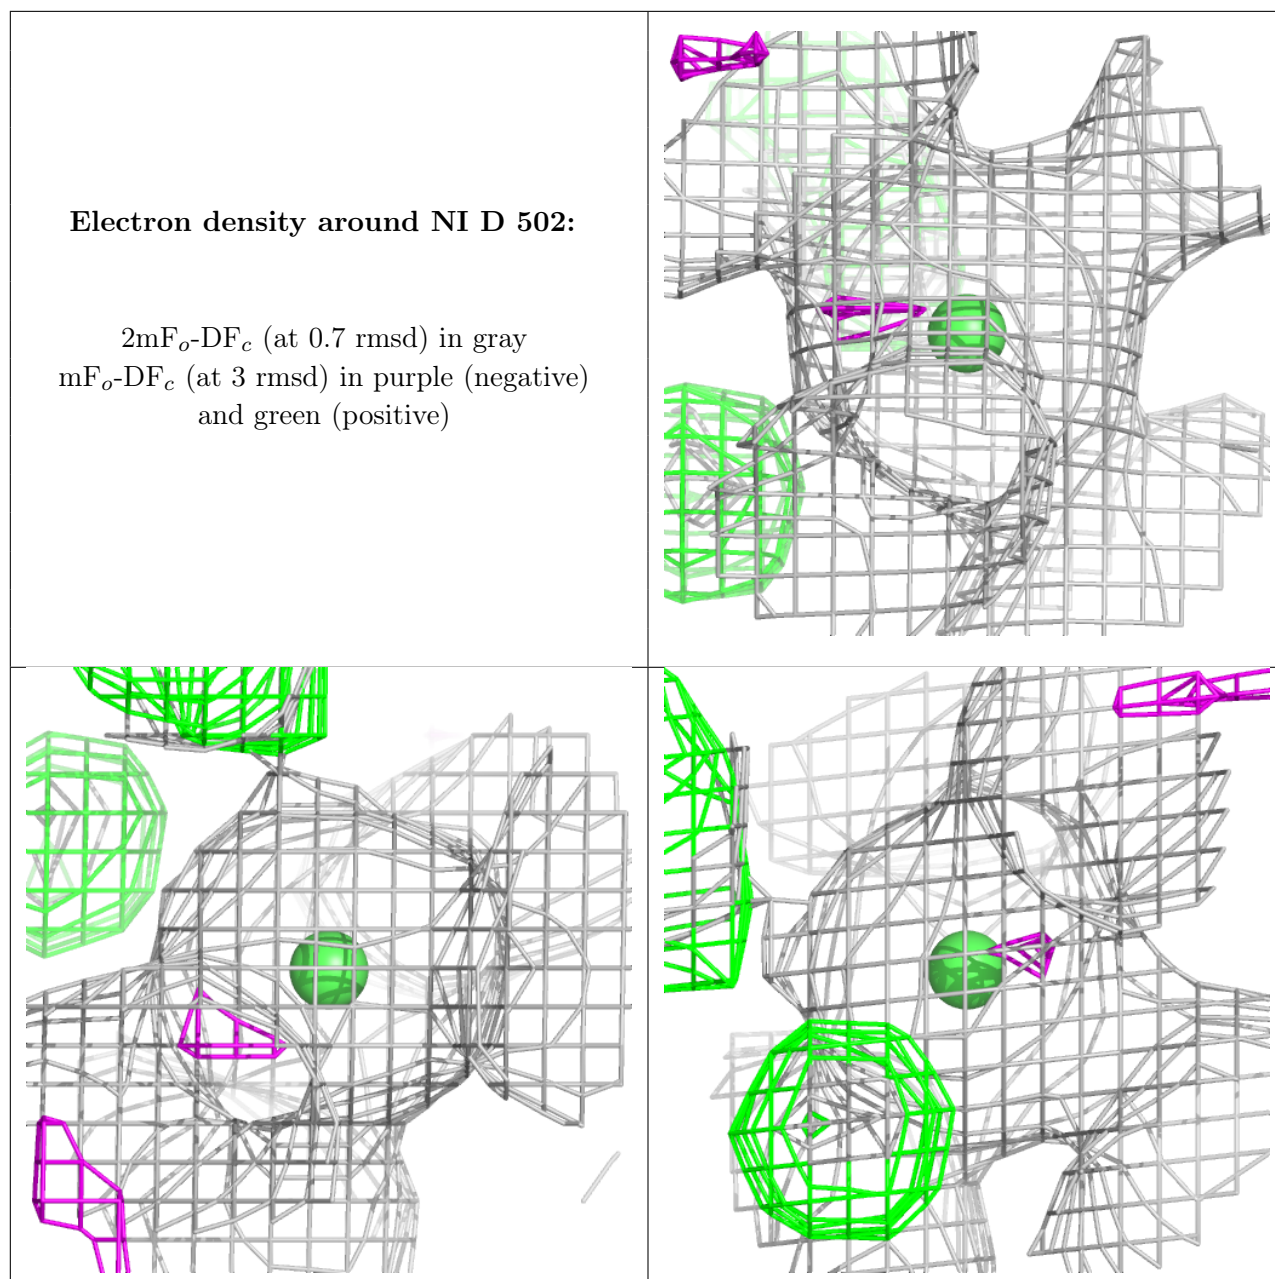 Electron density around NI D 502:
2mFo-DFc (at 0.7 rmsd) in gray
mFo-DFc (at 3 rmsd) in purple (negative)
and green (positive)